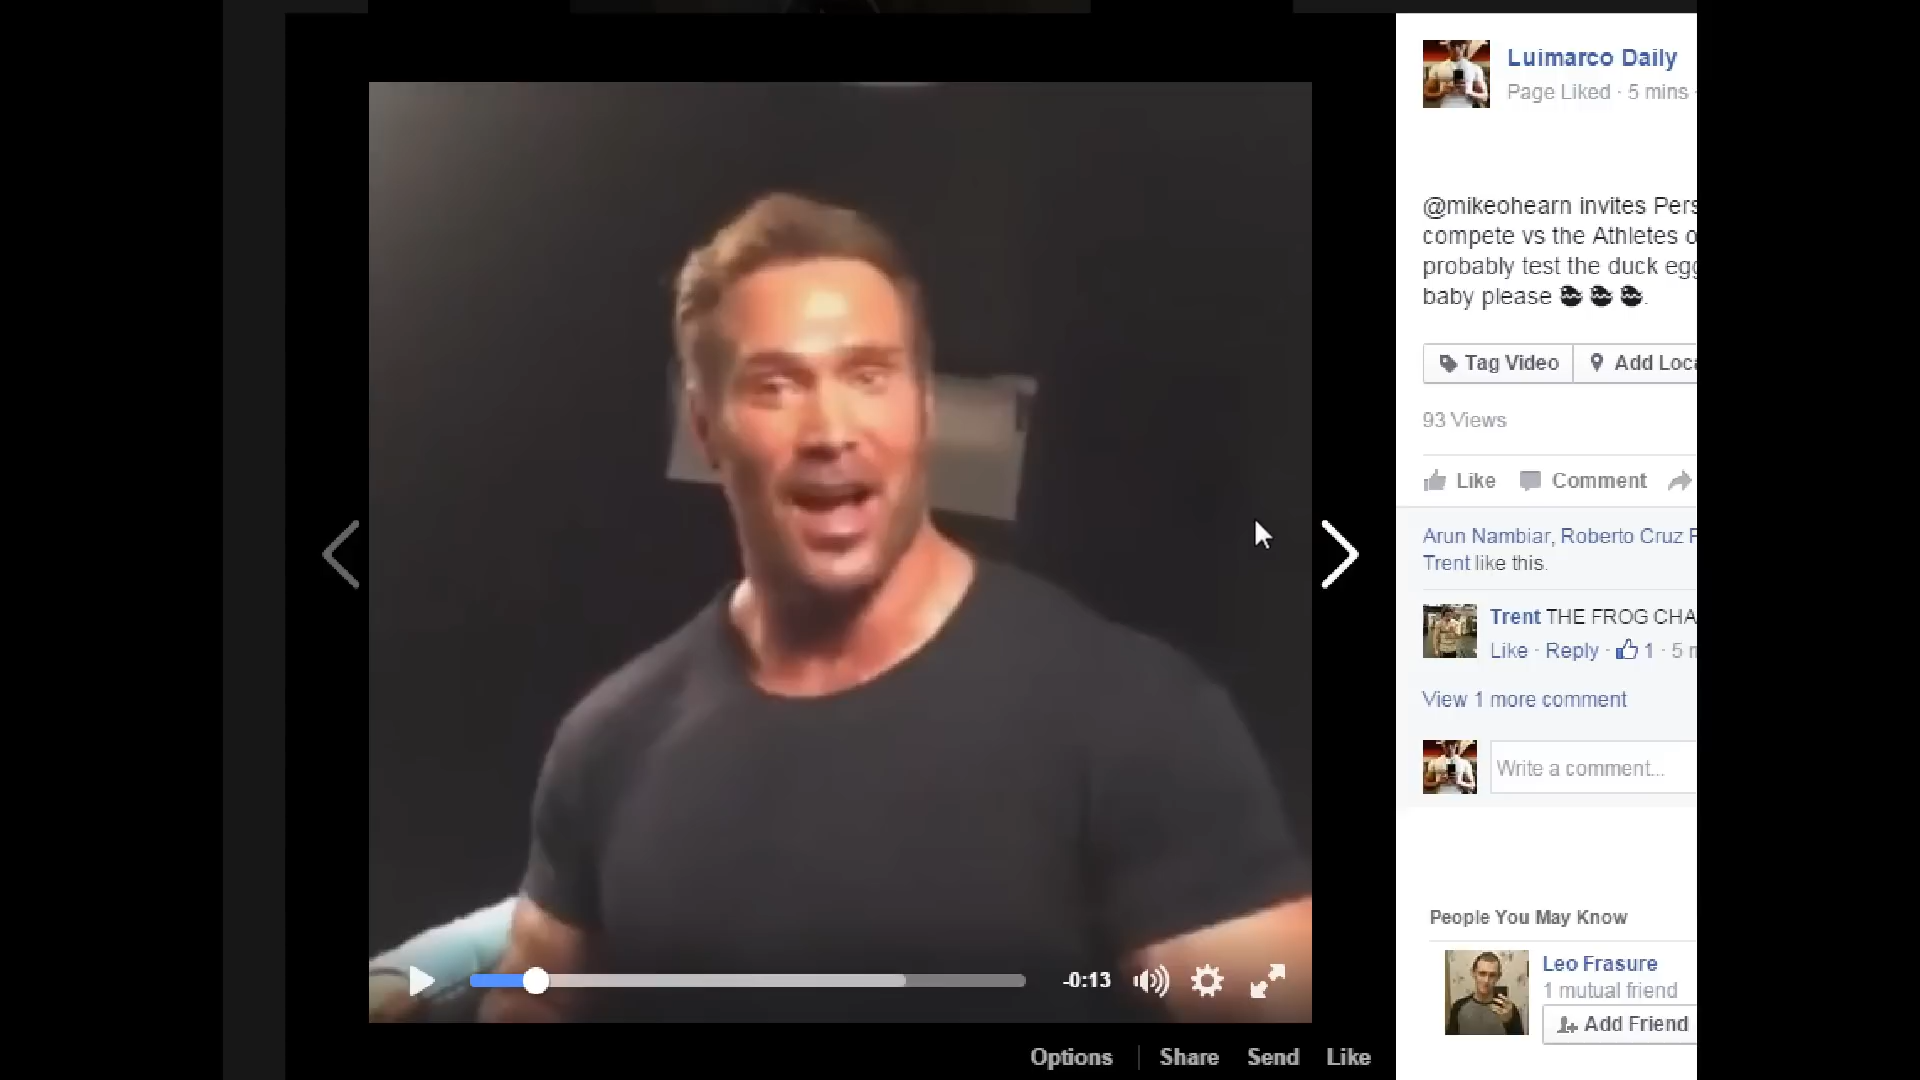 Luimarco Daily
Page Liked · 5 mins ·
@mikeohearn invites Pers
compete vs the Athletes o
probably test the duck egg
baby please
Tag Video
Add Loca
93 Views
Like Comment
Arun Nambiar, Roberto Cruz F
Trent like this.
Trent THE FROG CHA
Like · Reply · 1 · 5 m
View 1 more comment
Write a comment...
People You May Know
Leo Frasure
1 mutual friend
Add Friend
-0:13
Options Share Send Like